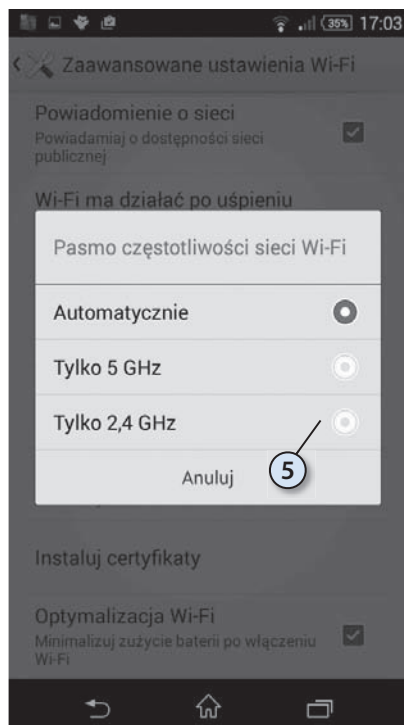 35% 17:03
Zaawansowane ustawienia Wi-Fi
Powiadomienie o sieci
Powiadamiaj o dostępności sieci
publicznej
Wi-Fi ma działać po uśpieniu
Pasmo częstotliwości sieci Wi-Fi
Automatycznie
Tylko 5 GHz
Tylko 2,4 GHz
5
Anuluj
Instaluj certyfikaty
Optymalizacja Wi-Fi
Minimalizuj zużycie baterii po włączeniu
Wi-Fi